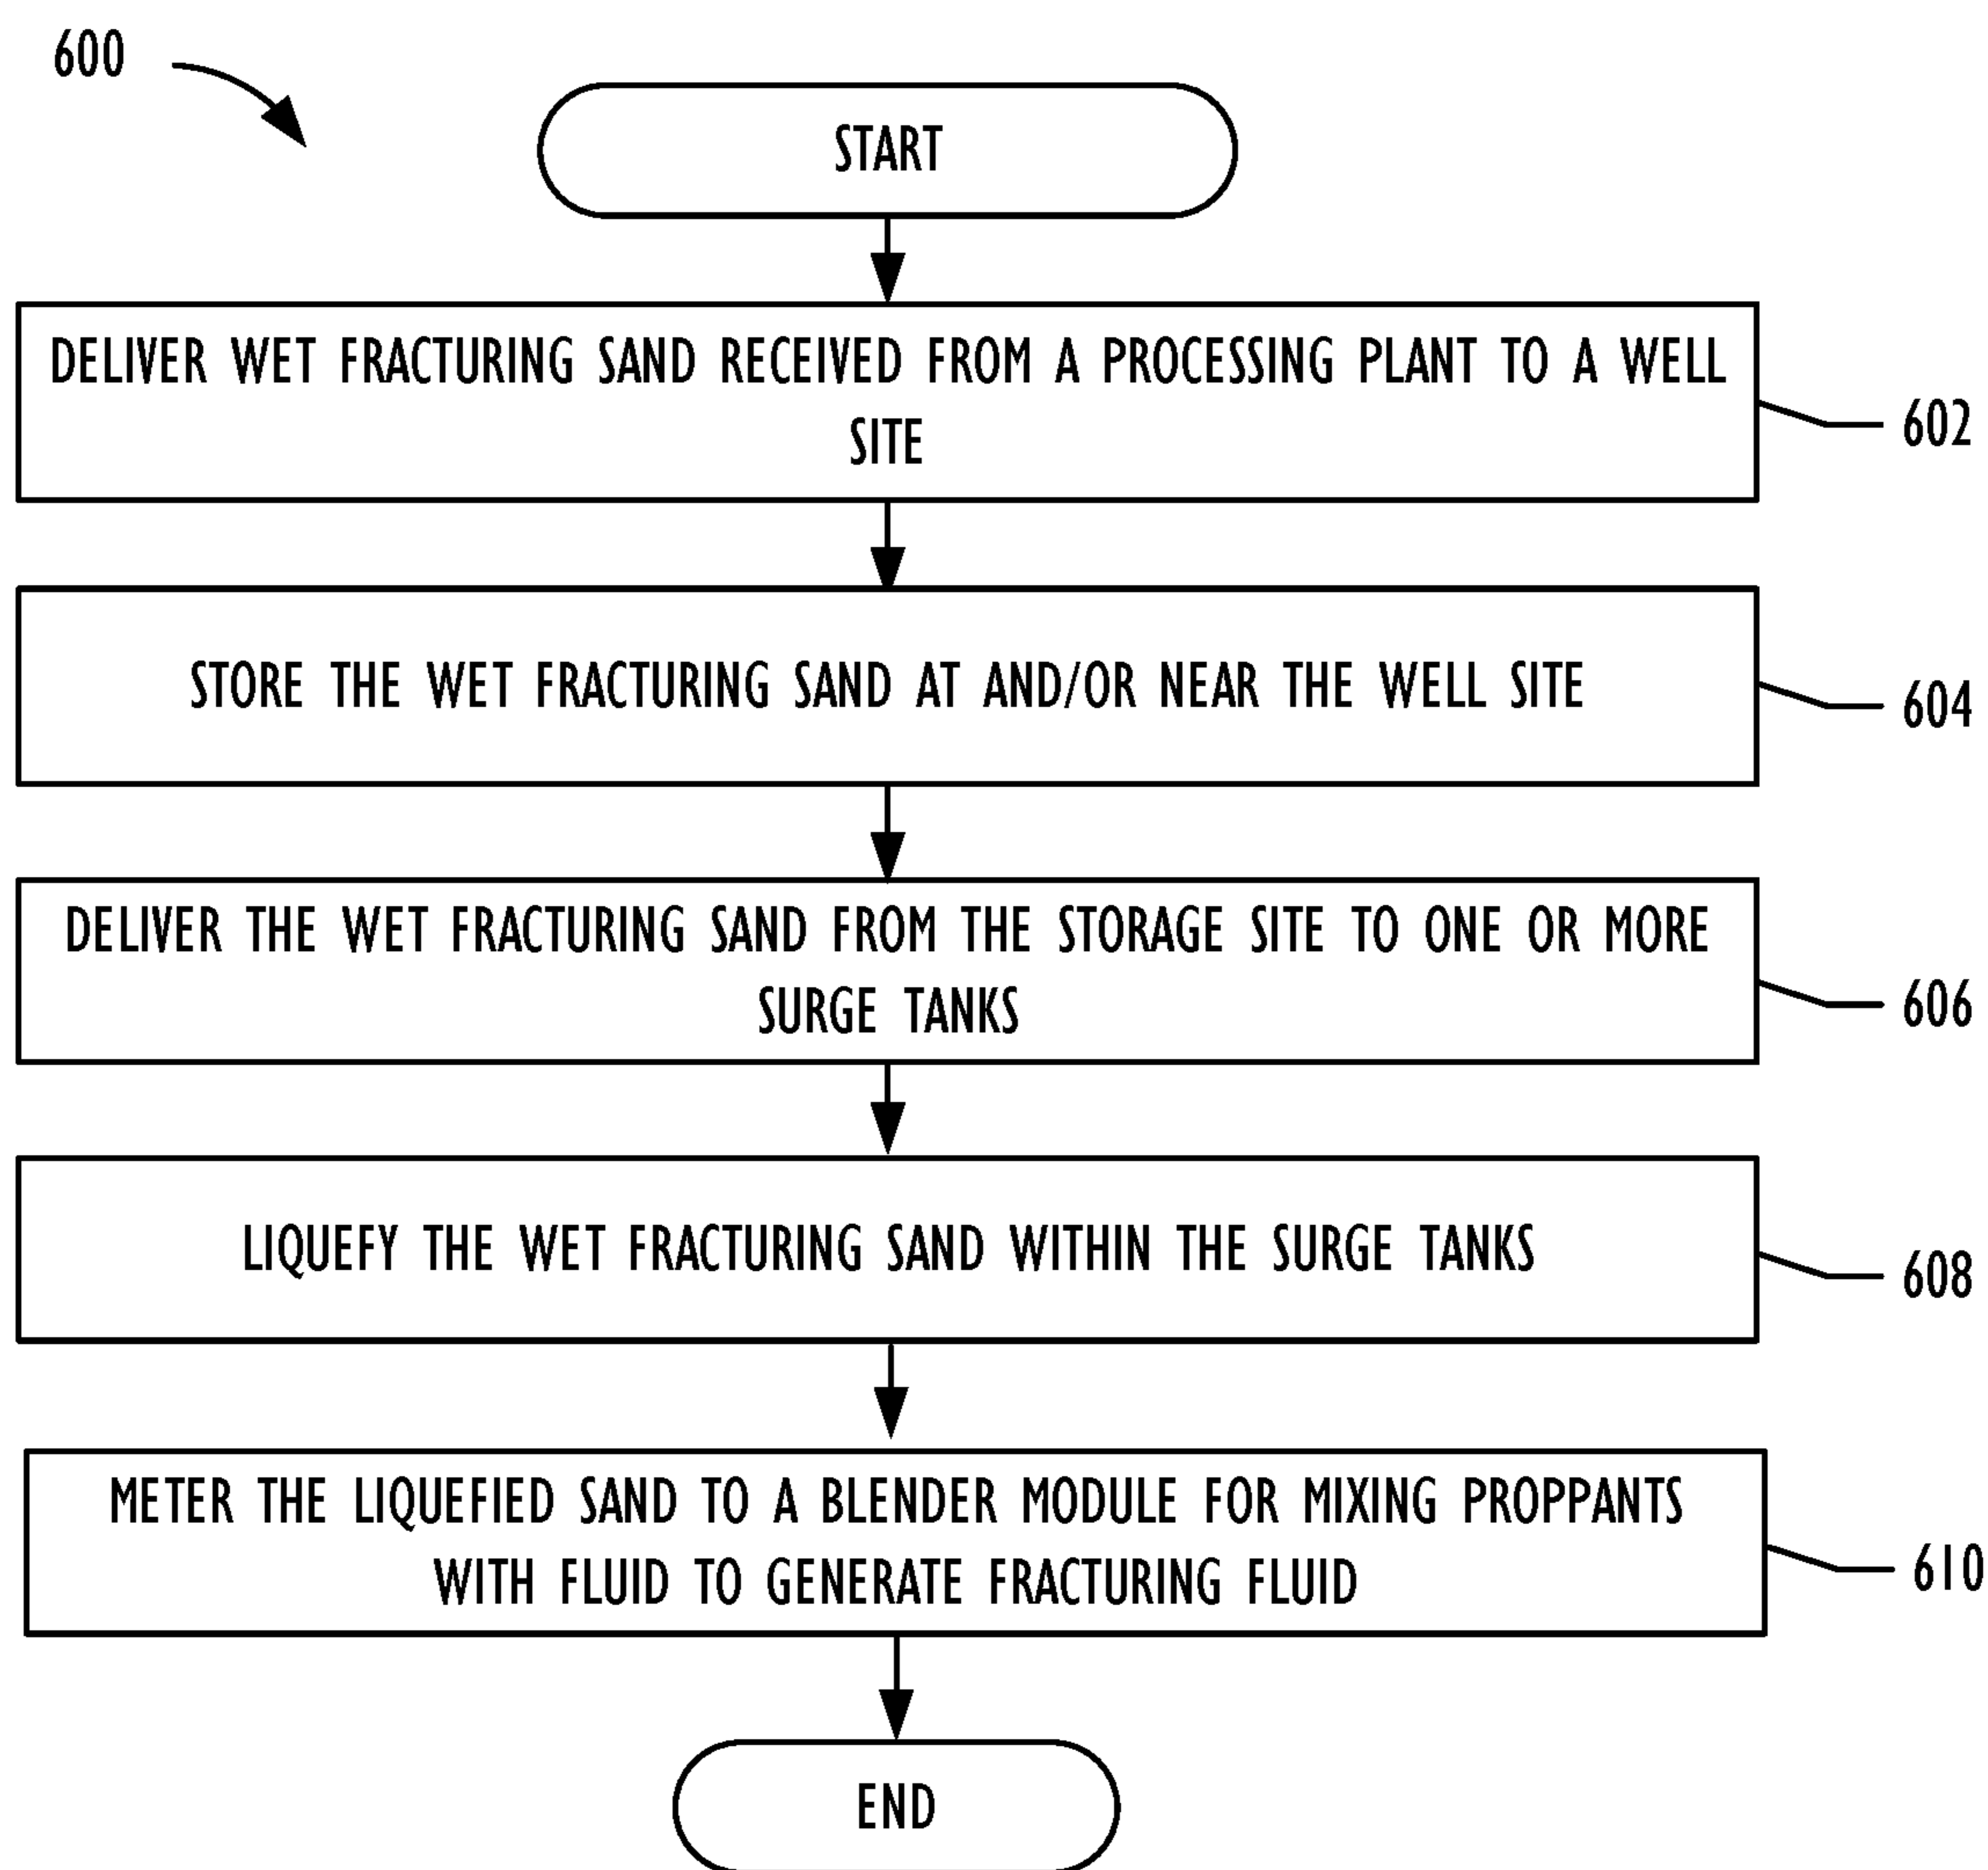 600
START
DELIVER WET FRACTURING SAND RECEIVED FROM A PROCESSING PLANT TO A WELL
SITE
602
STORE THE WET FRACTURING SAND AT AND/OR NEAR THE WELL SITE
604
DELIVER THE WET FRACTURING SAND FROM THE STORAGE SITE TO ONE OR MORE
SURGE TANKS
606
LIQUEFY THE WET FRACTURING SAND WITHIN THE SURGE TANKS
608
METER THE LIQUEFIED SAND TO A BLENDER MODULE FOR MIXING PROPPANTS
WITH FLUID TO GENERATE FRACTURING FLUID
610
END